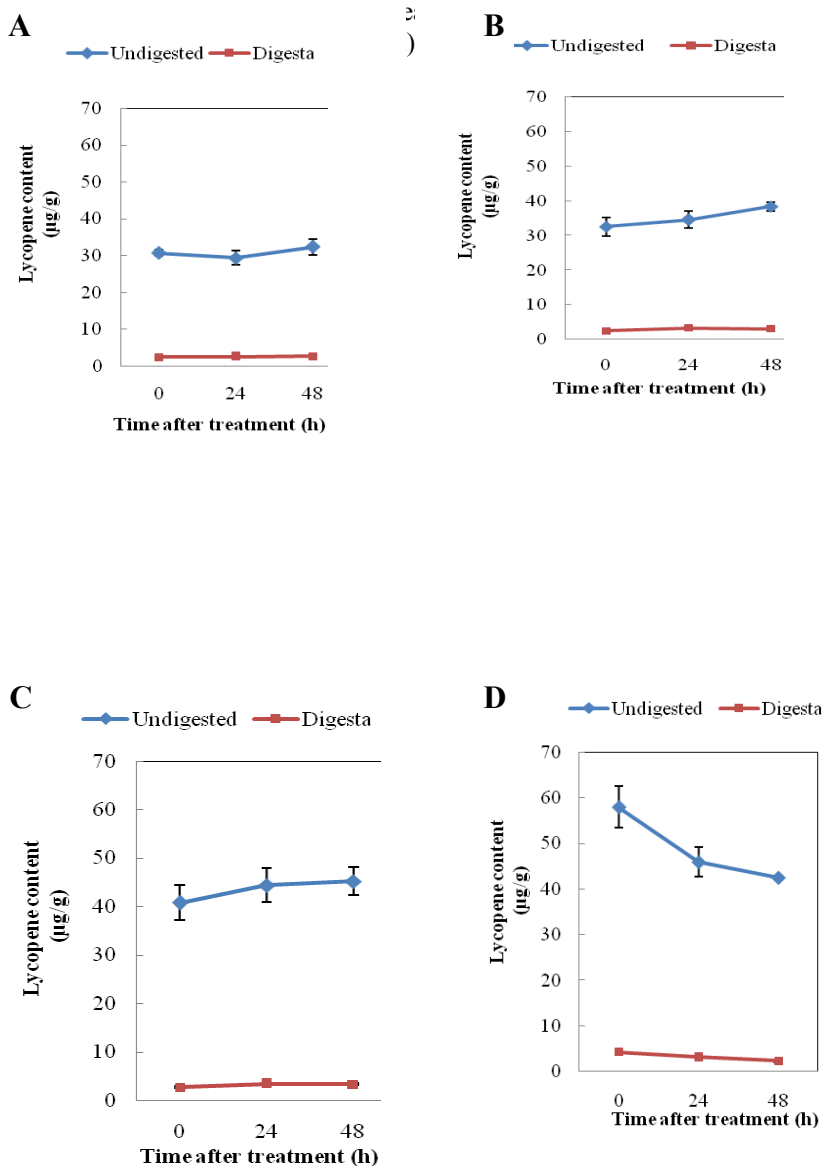 A
Undigested Digesta
)
Lycopene content
(µg/g)
70
60
50
40
30
20
10
0
0 24 48
Time after treatment (h)
B
Undigested Digesta
Lycopene content
(µg/g)
70
60
50
40
30
20
10
0
0 24 48
Time after treatment (h)
C
Undigested Digesta
Lycopene content
(µg/g)
70
60
50
40
30
20
10
0
0 24 48
Time after treatment (h)
D
Undigested Digesta
Lycopene content
(µg/g)
70
60
50
40
30
20
10
0
0 24 48
Time after treatment (h)